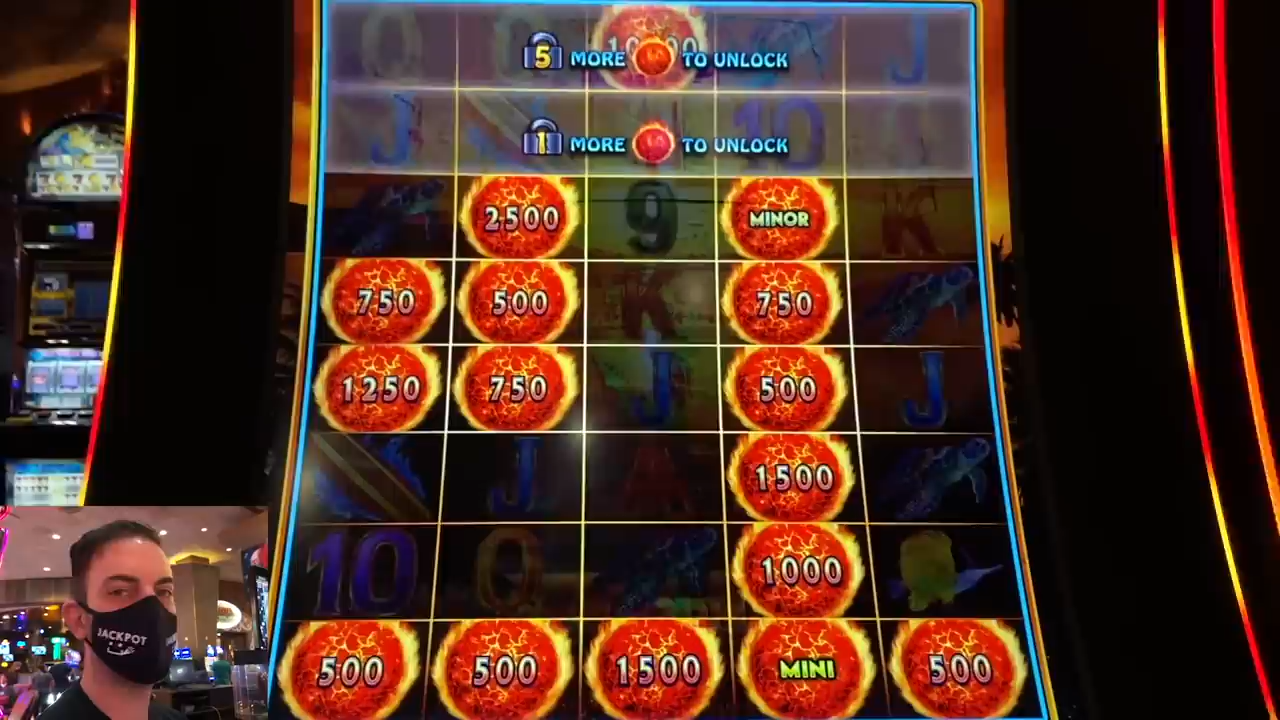 Q
J
5 MORE TO UNLOCK
J 10
1 MORE TO UNLOCK
2500 9 MINOR K
750 500 K 750
1250 750 J 500 J
J 1500
10 Q 1000
500 500 1500 MINI 500
JACKPOT